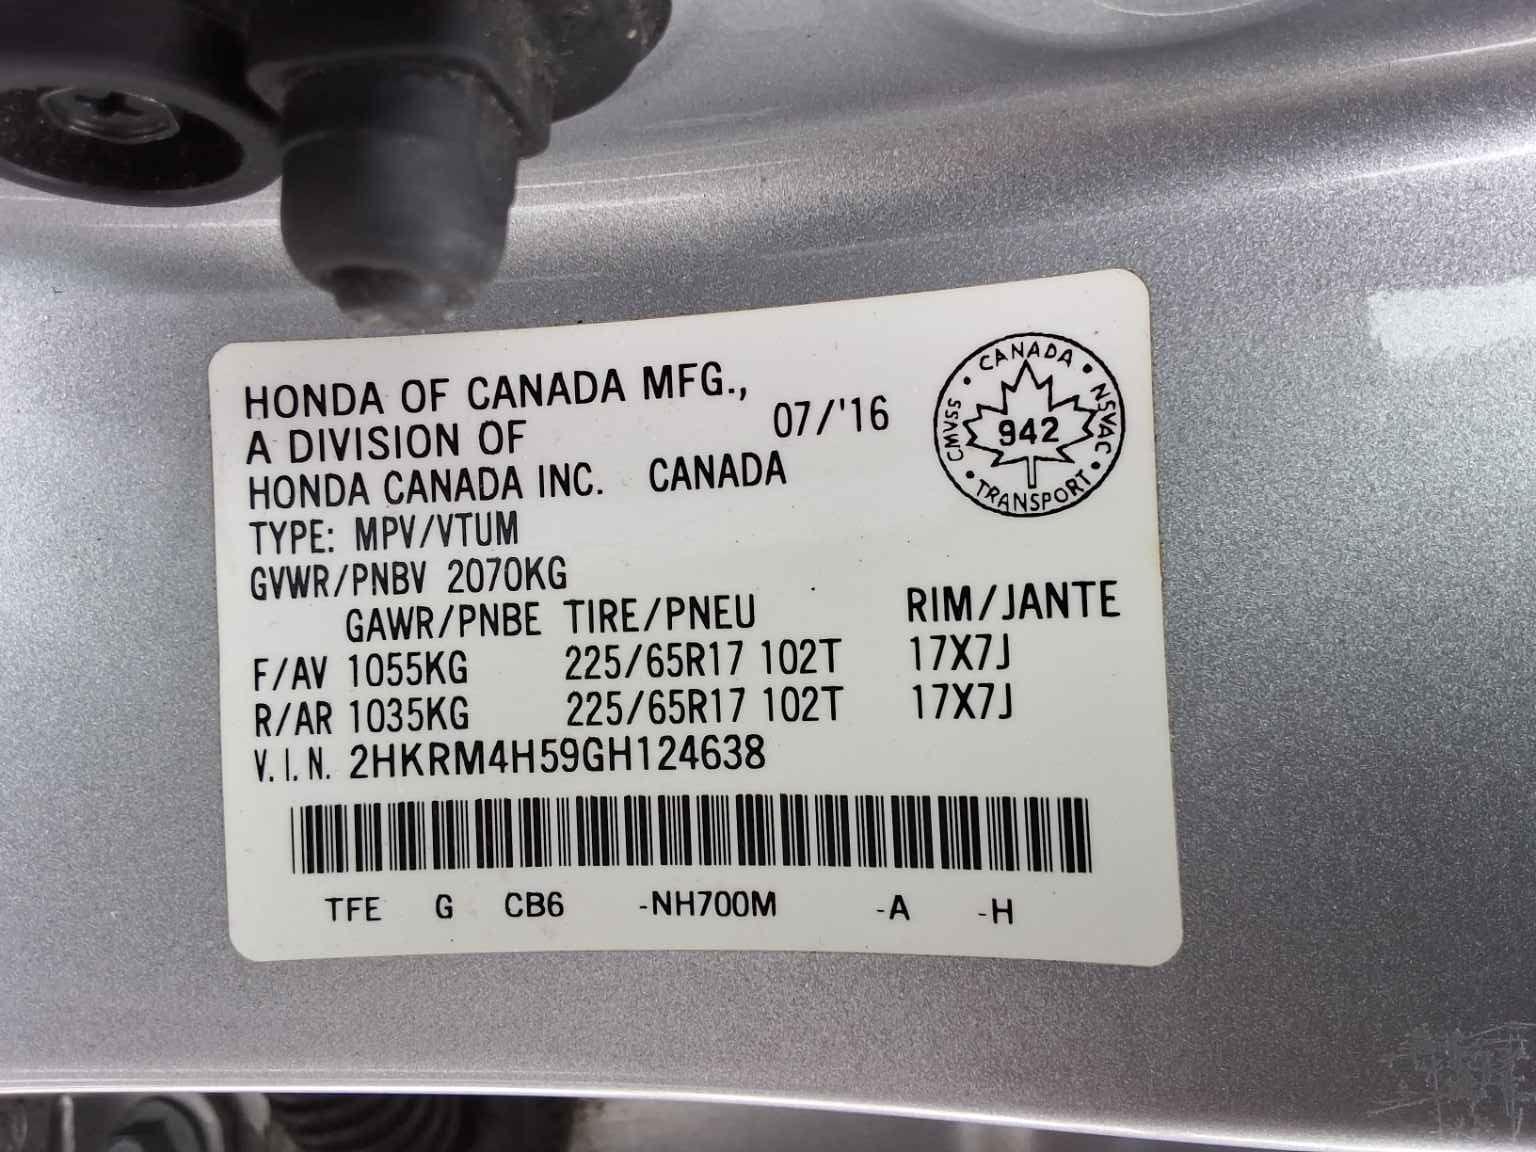 HONDA OF CANADA MFG.,
A DIVISION OF
07/'16
HONDA CANADA INC. CANADA
CANADA • NSVAC • TRANSPORT • CMVSS •
942
TYPE: MPV/VTUM
GVWR/PNBV 2070KG
GAWR/PNBE TIRE/PNEU RIM/JANTE
F/AV 1055KG 225/65R17 102T 17X7J
R/AR 1035KG 225/65R17 102T 17X7J
V.I.N. 2HKRM4H59GH124638
TFE G CB6 -NH700M -A -H